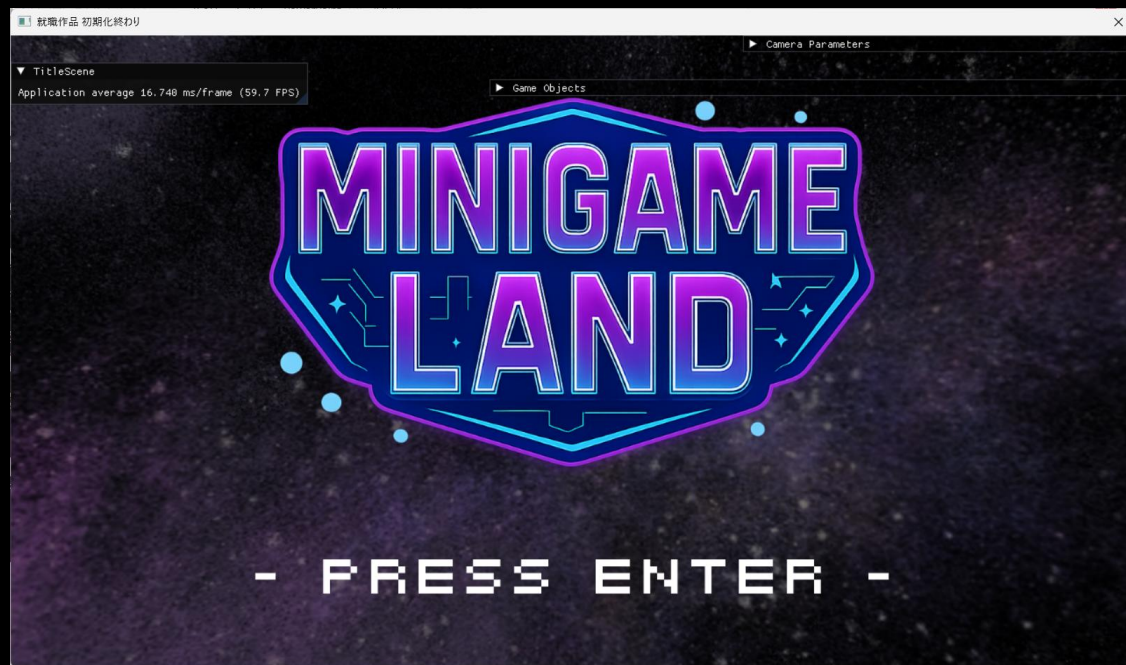 就職作品 初期化終わり
Camera Parameters
TitleScene
Application average 16.740 ms/frame (59.7 FPS)
Game Objects
MINIGAME
LAND
- PRESS ENTER -